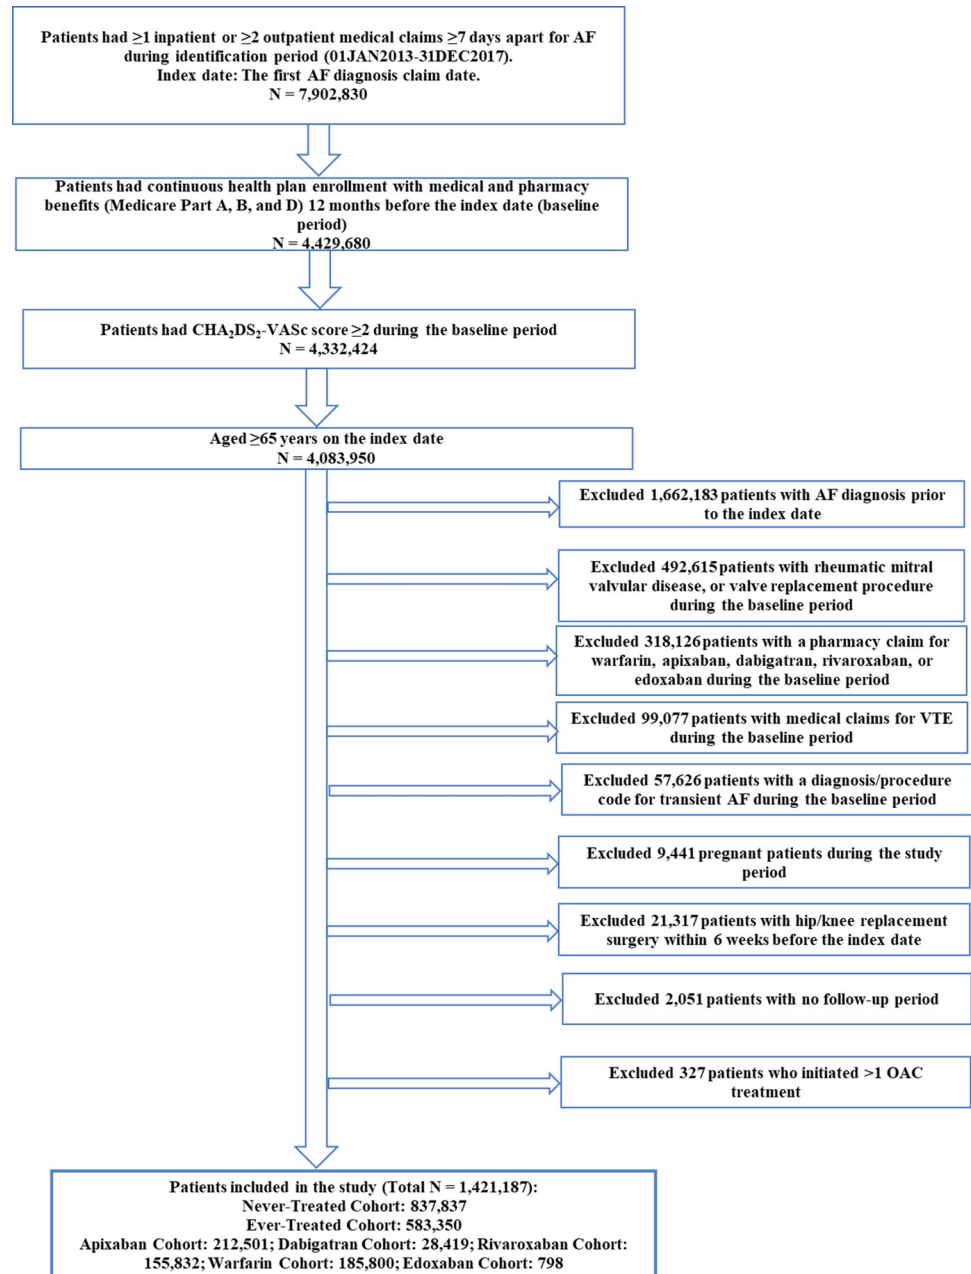 Patients had ≥1 inpatient or ≥2 outpatient medical claims ≥7 days apart for AF
during identification period (01JAN2013-31DEC2017).
Index date: The first AF diagnosis claim date.
N = 7,902,830
Patients had continuous health plan enrollment with medical and pharmacy
benefits (Medicare Part A, B, and D) 12 months before the index date (baseline
period)
N = 4,429,680
Patients had CHA₂DS₂-VASc score ≥2 during the baseline period
N = 4,332,424
Aged ≥65 years on the index date
N = 4,083,950
Excluded 1,662,183 patients with AF diagnosis prior
to the index date
Excluded 492,615 patients with rheumatic mitral
valvular disease, or valve replacement procedure
during the baseline period
Excluded 318,126 patients with a pharmacy claim for
warfarin, apixaban, dabigatran, rivaroxaban, or
edoxaban during the baseline period
Excluded 99,077 patients with medical claims for VTE
during the baseline period
Excluded 57,626 patients with a diagnosis/procedure
code for transient AF during the baseline period
Excluded 9,441 pregnant patients during the study
period
Excluded 21,317 patients with hip/knee replacement
surgery within 6 weeks before the index date
Excluded 2,051 patients with no follow-up period
Excluded 327 patients who initiated >1 OAC
treatment
Patients included in the study (Total N = 1,421,187):
Never-Treated Cohort: 837,837
Ever-Treated Cohort: 583,350
Apixaban Cohort: 212,501; Dabigatran Cohort: 28,419; Rivaroxaban Cohort:
155,832; Warfarin Cohort: 185,800; Edoxaban Cohort: 798